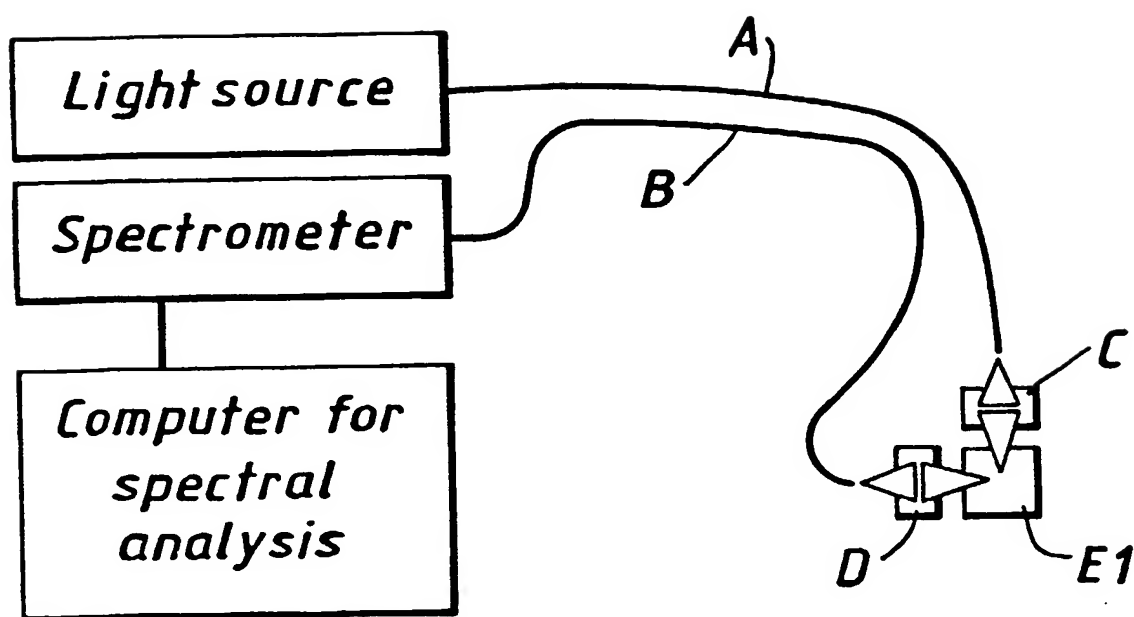 Light source
A
B
Spectrometer
C
Computer for
spectral
analysis
D
E1